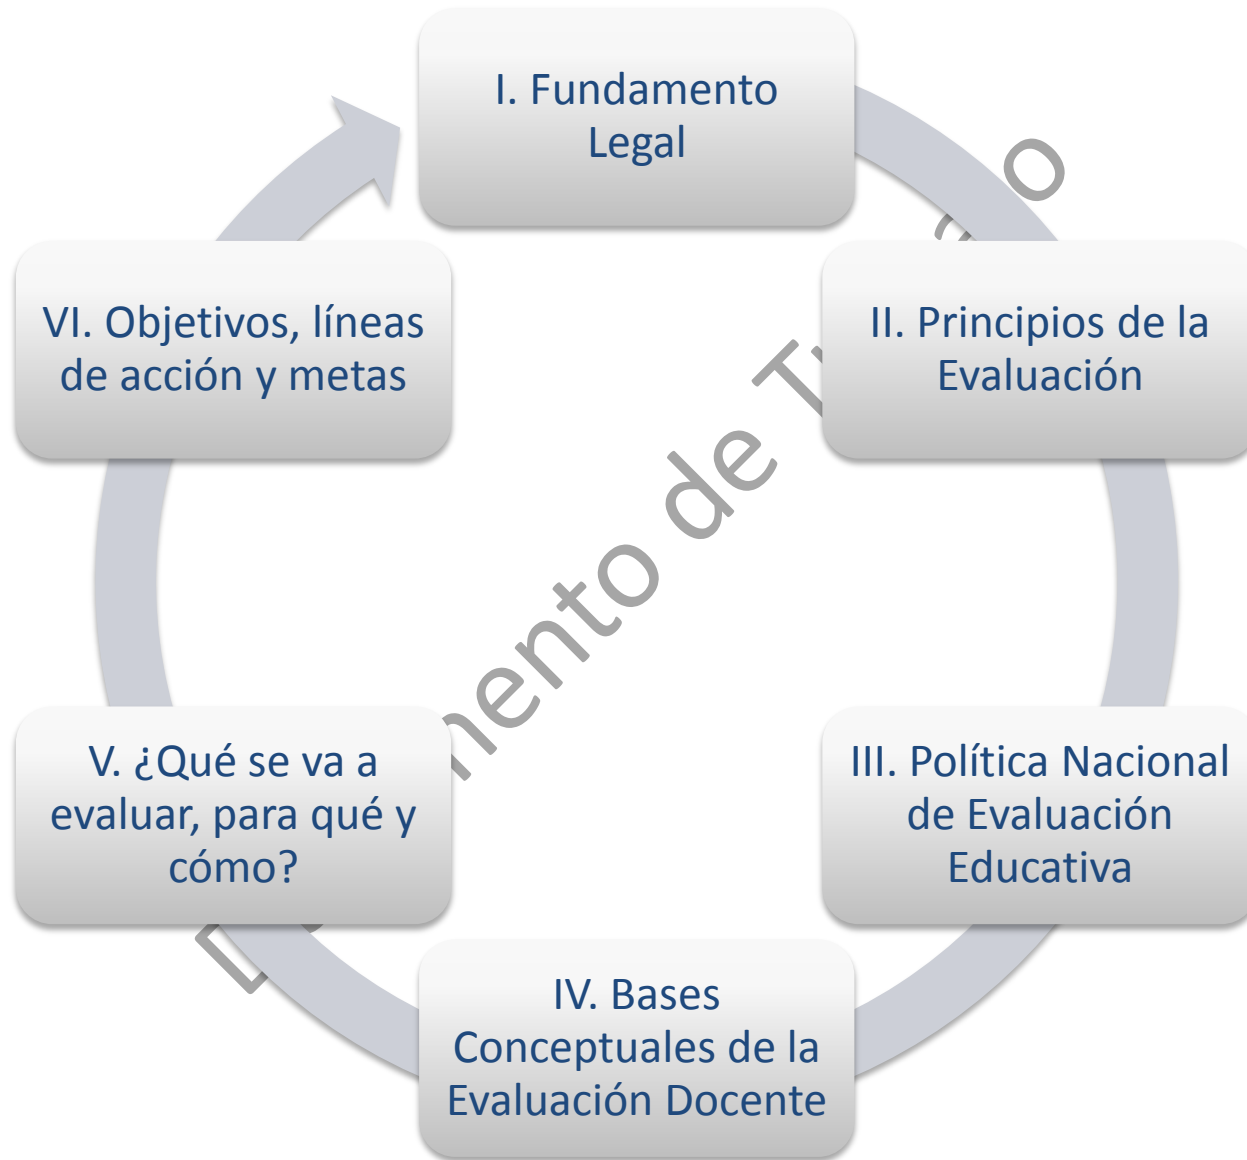 I. Fundamento
Legal
II. Principios de la
Evaluación
III. Política Nacional
de Evaluación
Educativa
IV. Bases
Conceptuales de la
Evaluación Docente
V. ¿Qué se va a
evaluar, para qué y
cómo?
VI. Objetivos, líneas
de acción y metas
de